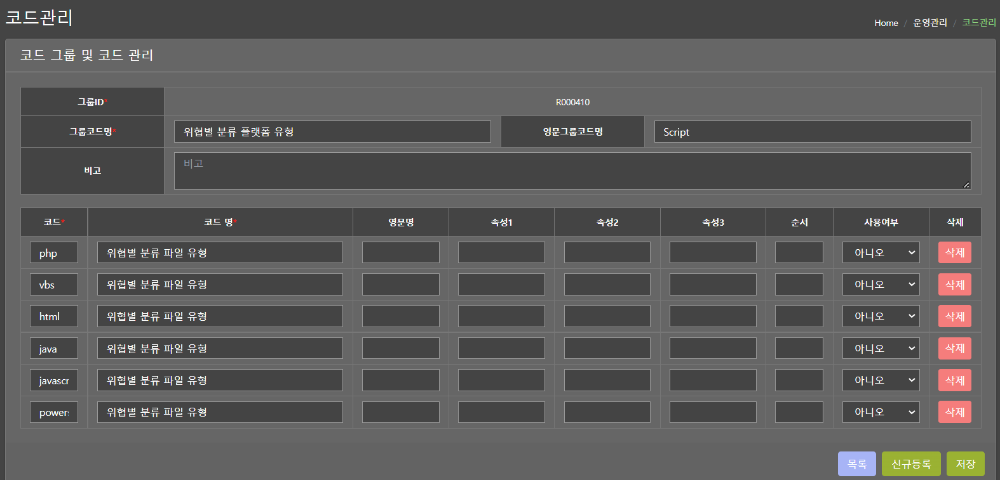 코드관리
Home / 운영관리 / 코드관리
코드 그룹 및 코드 관리
그룹ID* R000410
그룹코드명* 위협별 분류 플랫폼 유형 영문그룹코드명 Script
비고 비고
코드* 코드 명* 영문명 속성1 속성2 속성3 순서 사용여부 삭제
php 위협별 분류 파일 유형 아니오 삭제
vbs 위협별 분류 파일 유형 아니오 삭제
html 위협별 분류 파일 유형 아니오 삭제
java 위협별 분류 파일 유형 아니오 삭제
javascr 위협별 분류 파일 유형 아니오 삭제
power 위협별 분류 파일 유형 아니오 삭제
목록 신규등록 저장